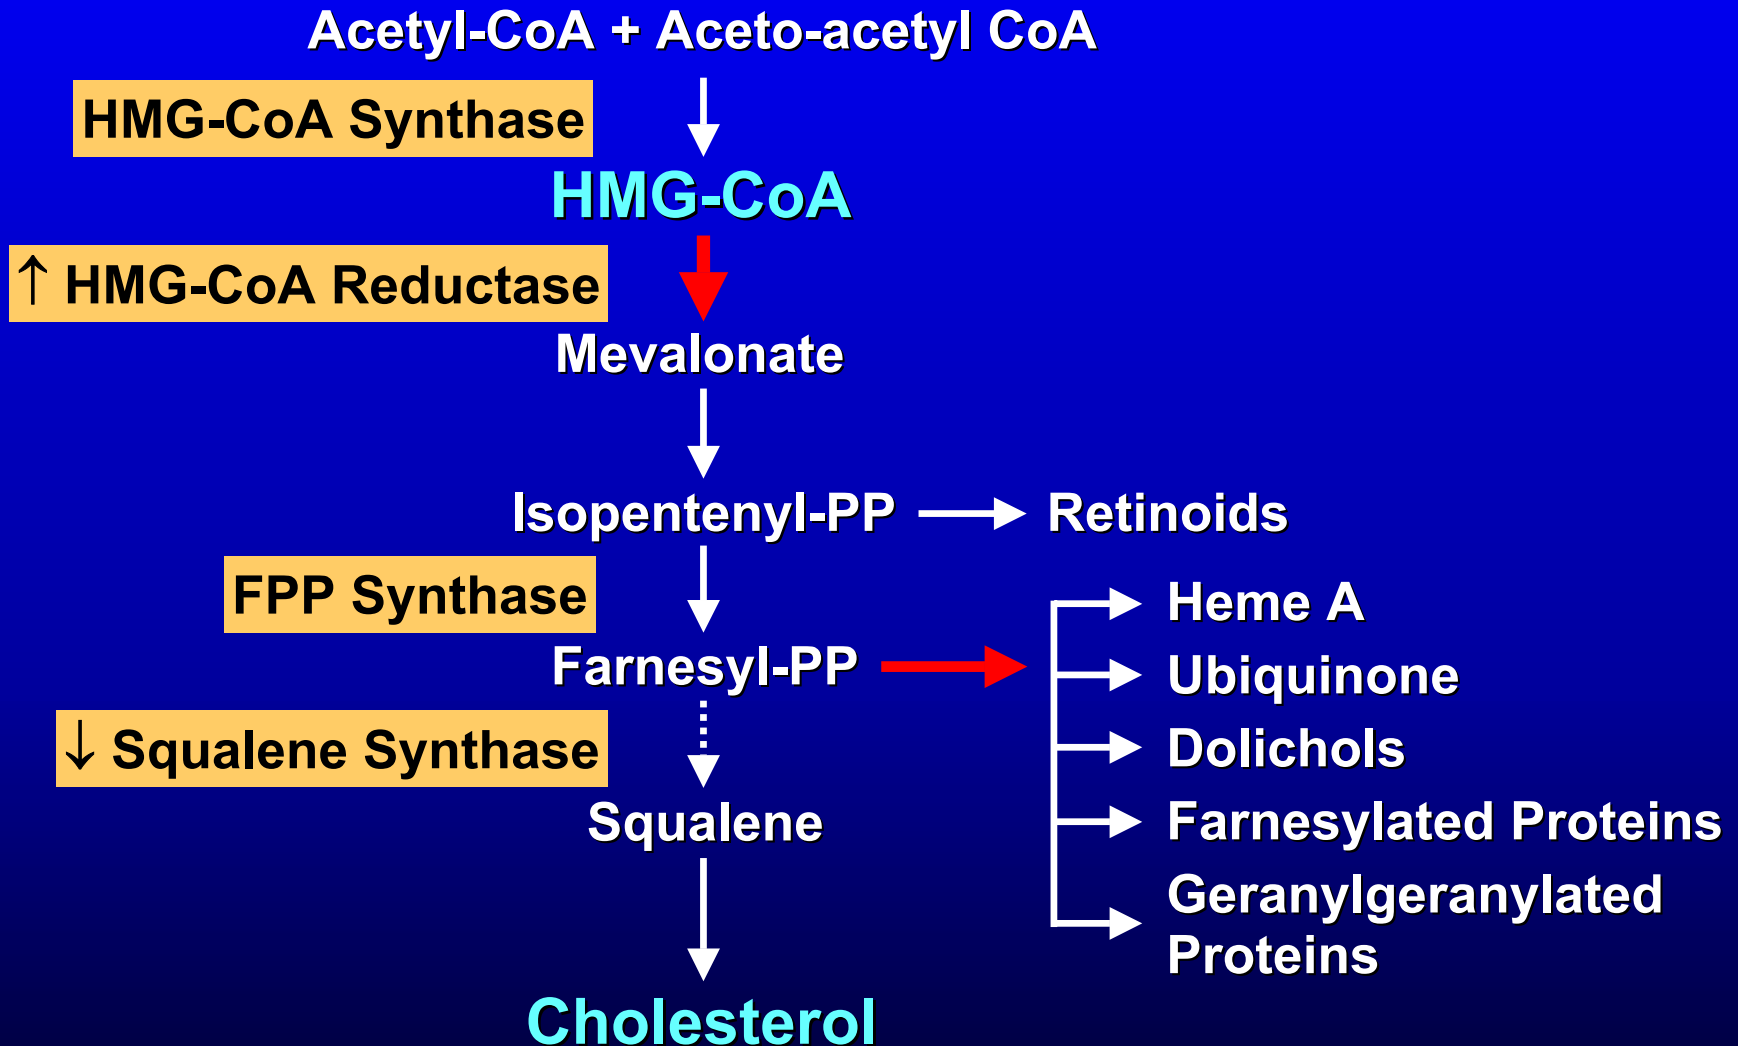 Acetyl-CoA + Aceto-acetyl CoA
HMG-CoA Synthase
HMG-CoA
↑ HMG-CoA Reductase
Mevalonate
Isopentenyl-PP
Retinoids
FPP Synthase
Farnesyl-PP
Heme A
Ubiquinone
Dolichols
Farnesylated Proteins
Geranylgeranylated
Proteins
↓ Squalene Synthase
Squalene
Cholesterol